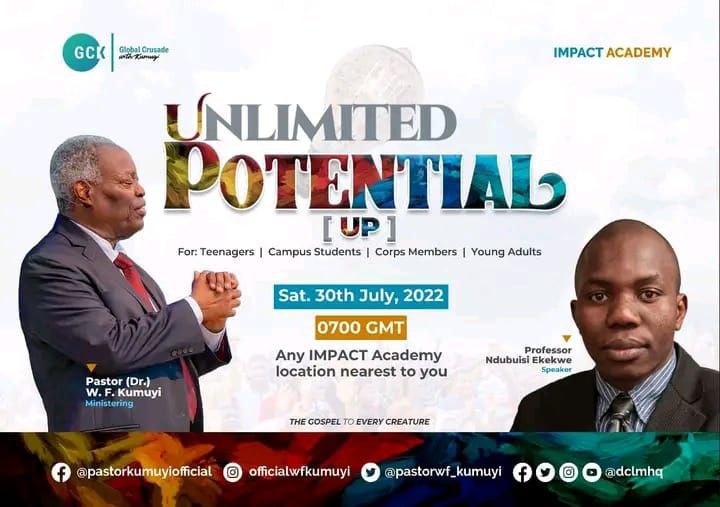 GCK
Global Crusade
with Kumuyi
IMPACT ACADEMY
UNLIMITED
POTENTIAL
[ UP ]
For: Teenagers | Campus Students | Corps Members | Young Adults
Sat. 30th July, 2022
0700 GMT
Any IMPACT Academy
location nearest to you
Pastor (Dr.)
W. F. Kumuyi
Ministering
Professor
Ndubuisi Ekekwe
Speaker
THE GOSPEL TO EVERY CREATURE
@pastorkumuyiofficial officialwfkumuyi @pastorwf_kumuyi @dclmhq